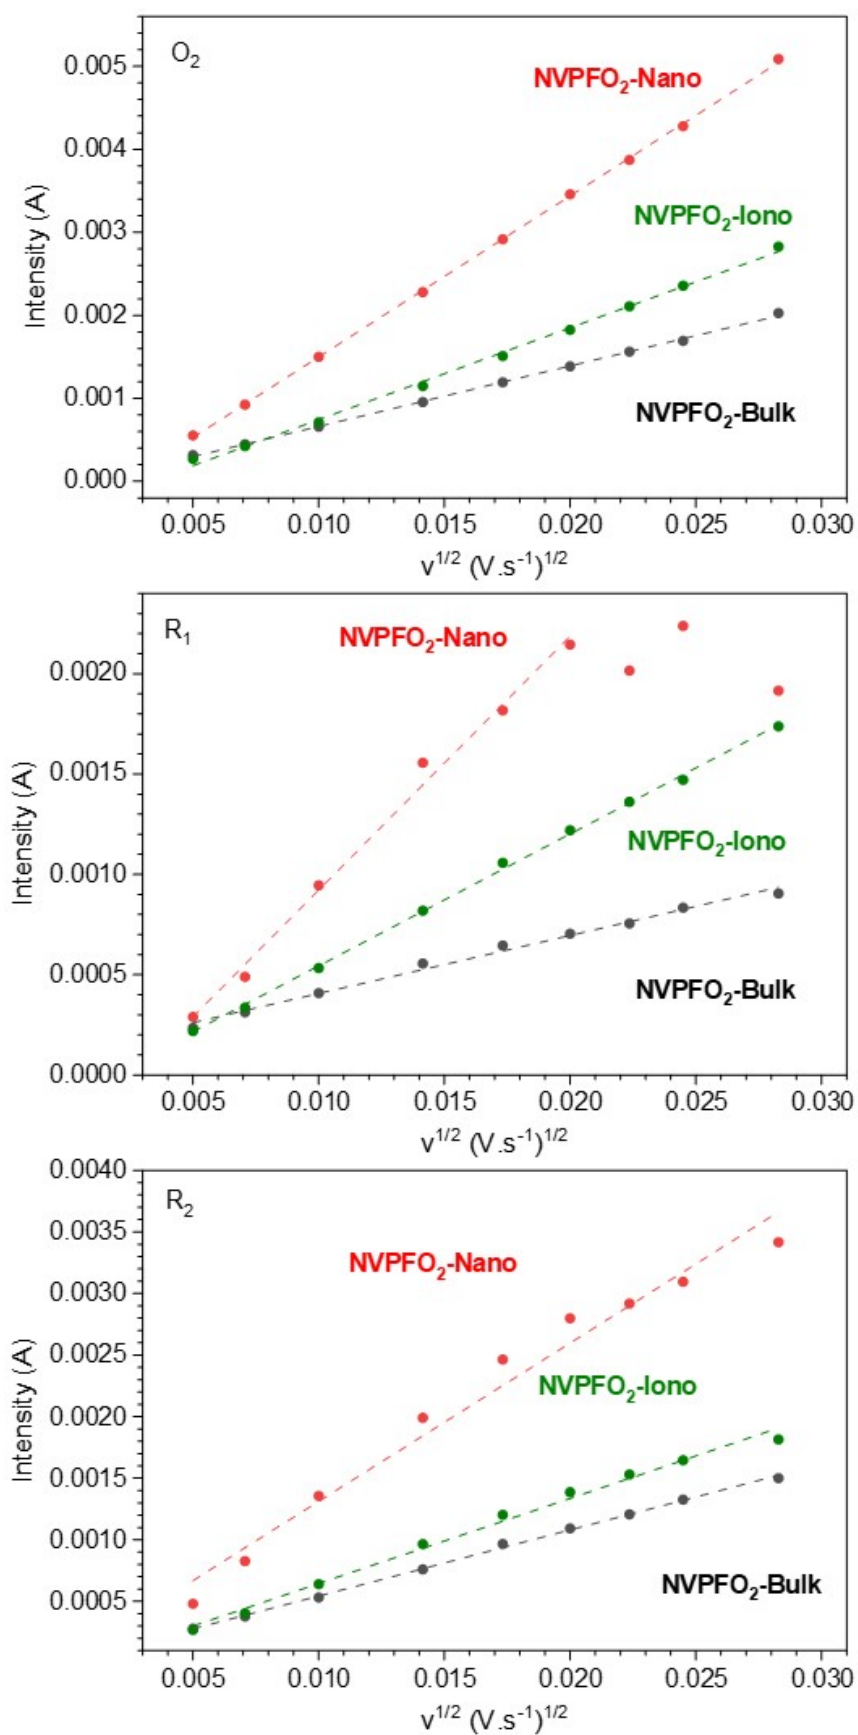 O₂
NVPFO₂-Nano
NVPFO₂-Iono
NVPFO₂-Bulk
Intensity (A)
0.005
0.004
0.003
0.002
0.001
0.000
0.005 0.010 0.015 0.020 0.025 0.030
v¹/² (V.s⁻¹)¹/²
R₁
NVPFO₂-Nano
NVPFO₂-Iono
NVPFO₂-Bulk
Intensity (A)
0.0020
0.0015
0.0010
0.0005
0.0000
0.005 0.010 0.015 0.020 0.025 0.030
v¹/² (V.s⁻¹)¹/²
R₂
NVPFO₂-Nano
NVPFO₂-Iono
NVPFO₂-Bulk
Intensity (A)
0.0040
0.0035
0.0030
0.0025
0.0020
0.0015
0.0010
0.0005
0.005 0.010 0.015 0.020 0.025 0.030
v¹/² (V.s⁻¹)¹/²